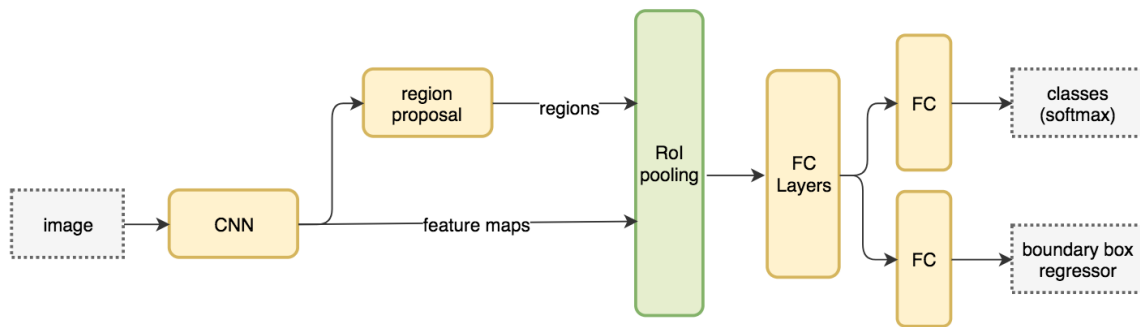 image
CNN
region
proposal
regions
feature maps
RoI
pooling
FC
Layers
FC
classes
(softmax)
FC
boundary box
regressor